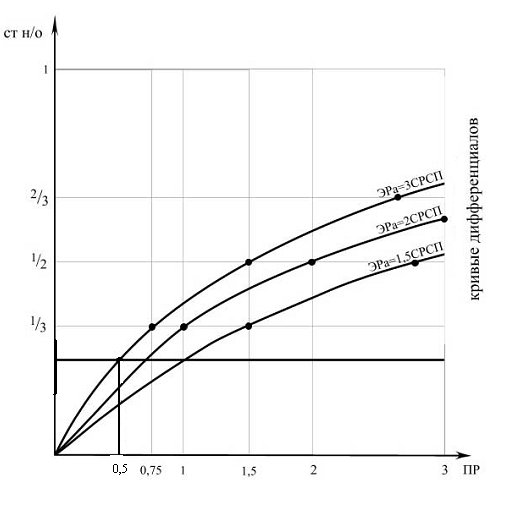 ст н/о
1
2/3
1/2
1/3
ЭРа=3СРСП
ЭРа=2СРСП
ЭРа=1,5СРСП
кривые дифференциалов
0,5 0,75 1 1,5 2 3 ПР